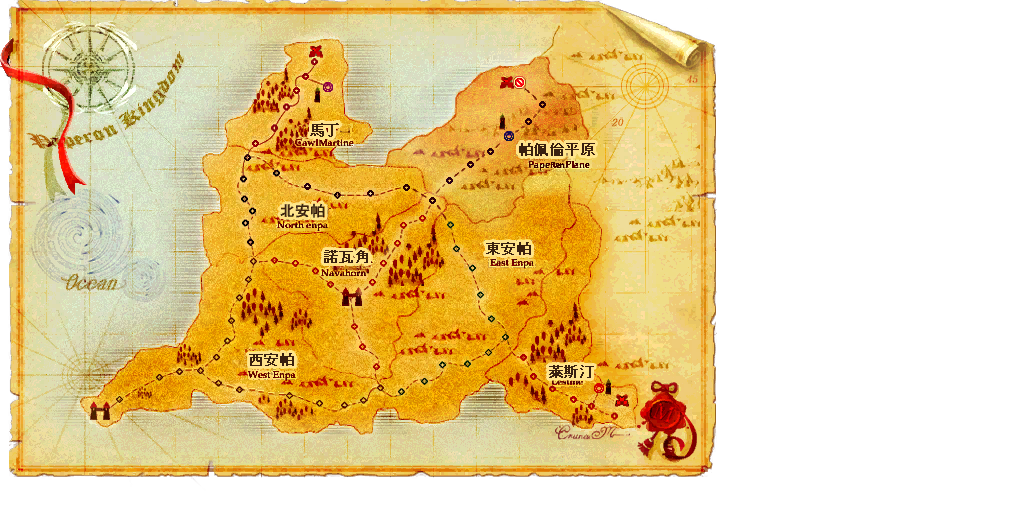 Paperon Kingdom
45
20
馬丁
GawlMartine
帕佩倫平原
PaperunPlane
北安帕
North enpa
東安帕
East Enpa
諾瓦角
Navahorn
Ocean
西安帕
West Enpa
萊斯汀
Lestine